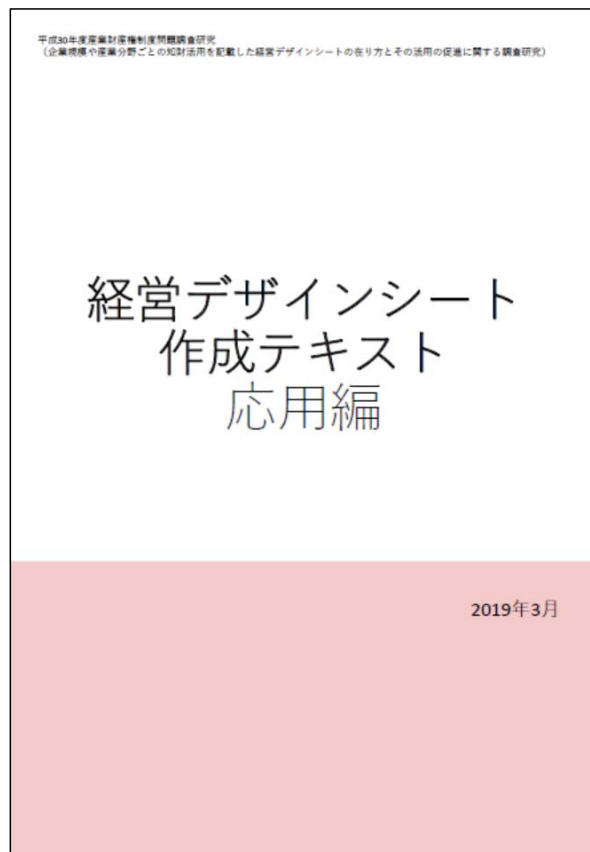 平成30年度産業財産権制度問題調査研究
（企業規模や産業分野ごとの知財活用を記載した経営デザインシートの在り方とその活用の促進に関する調査研究）
経営デザインシート
作成テキスト
応用編
2019年3月